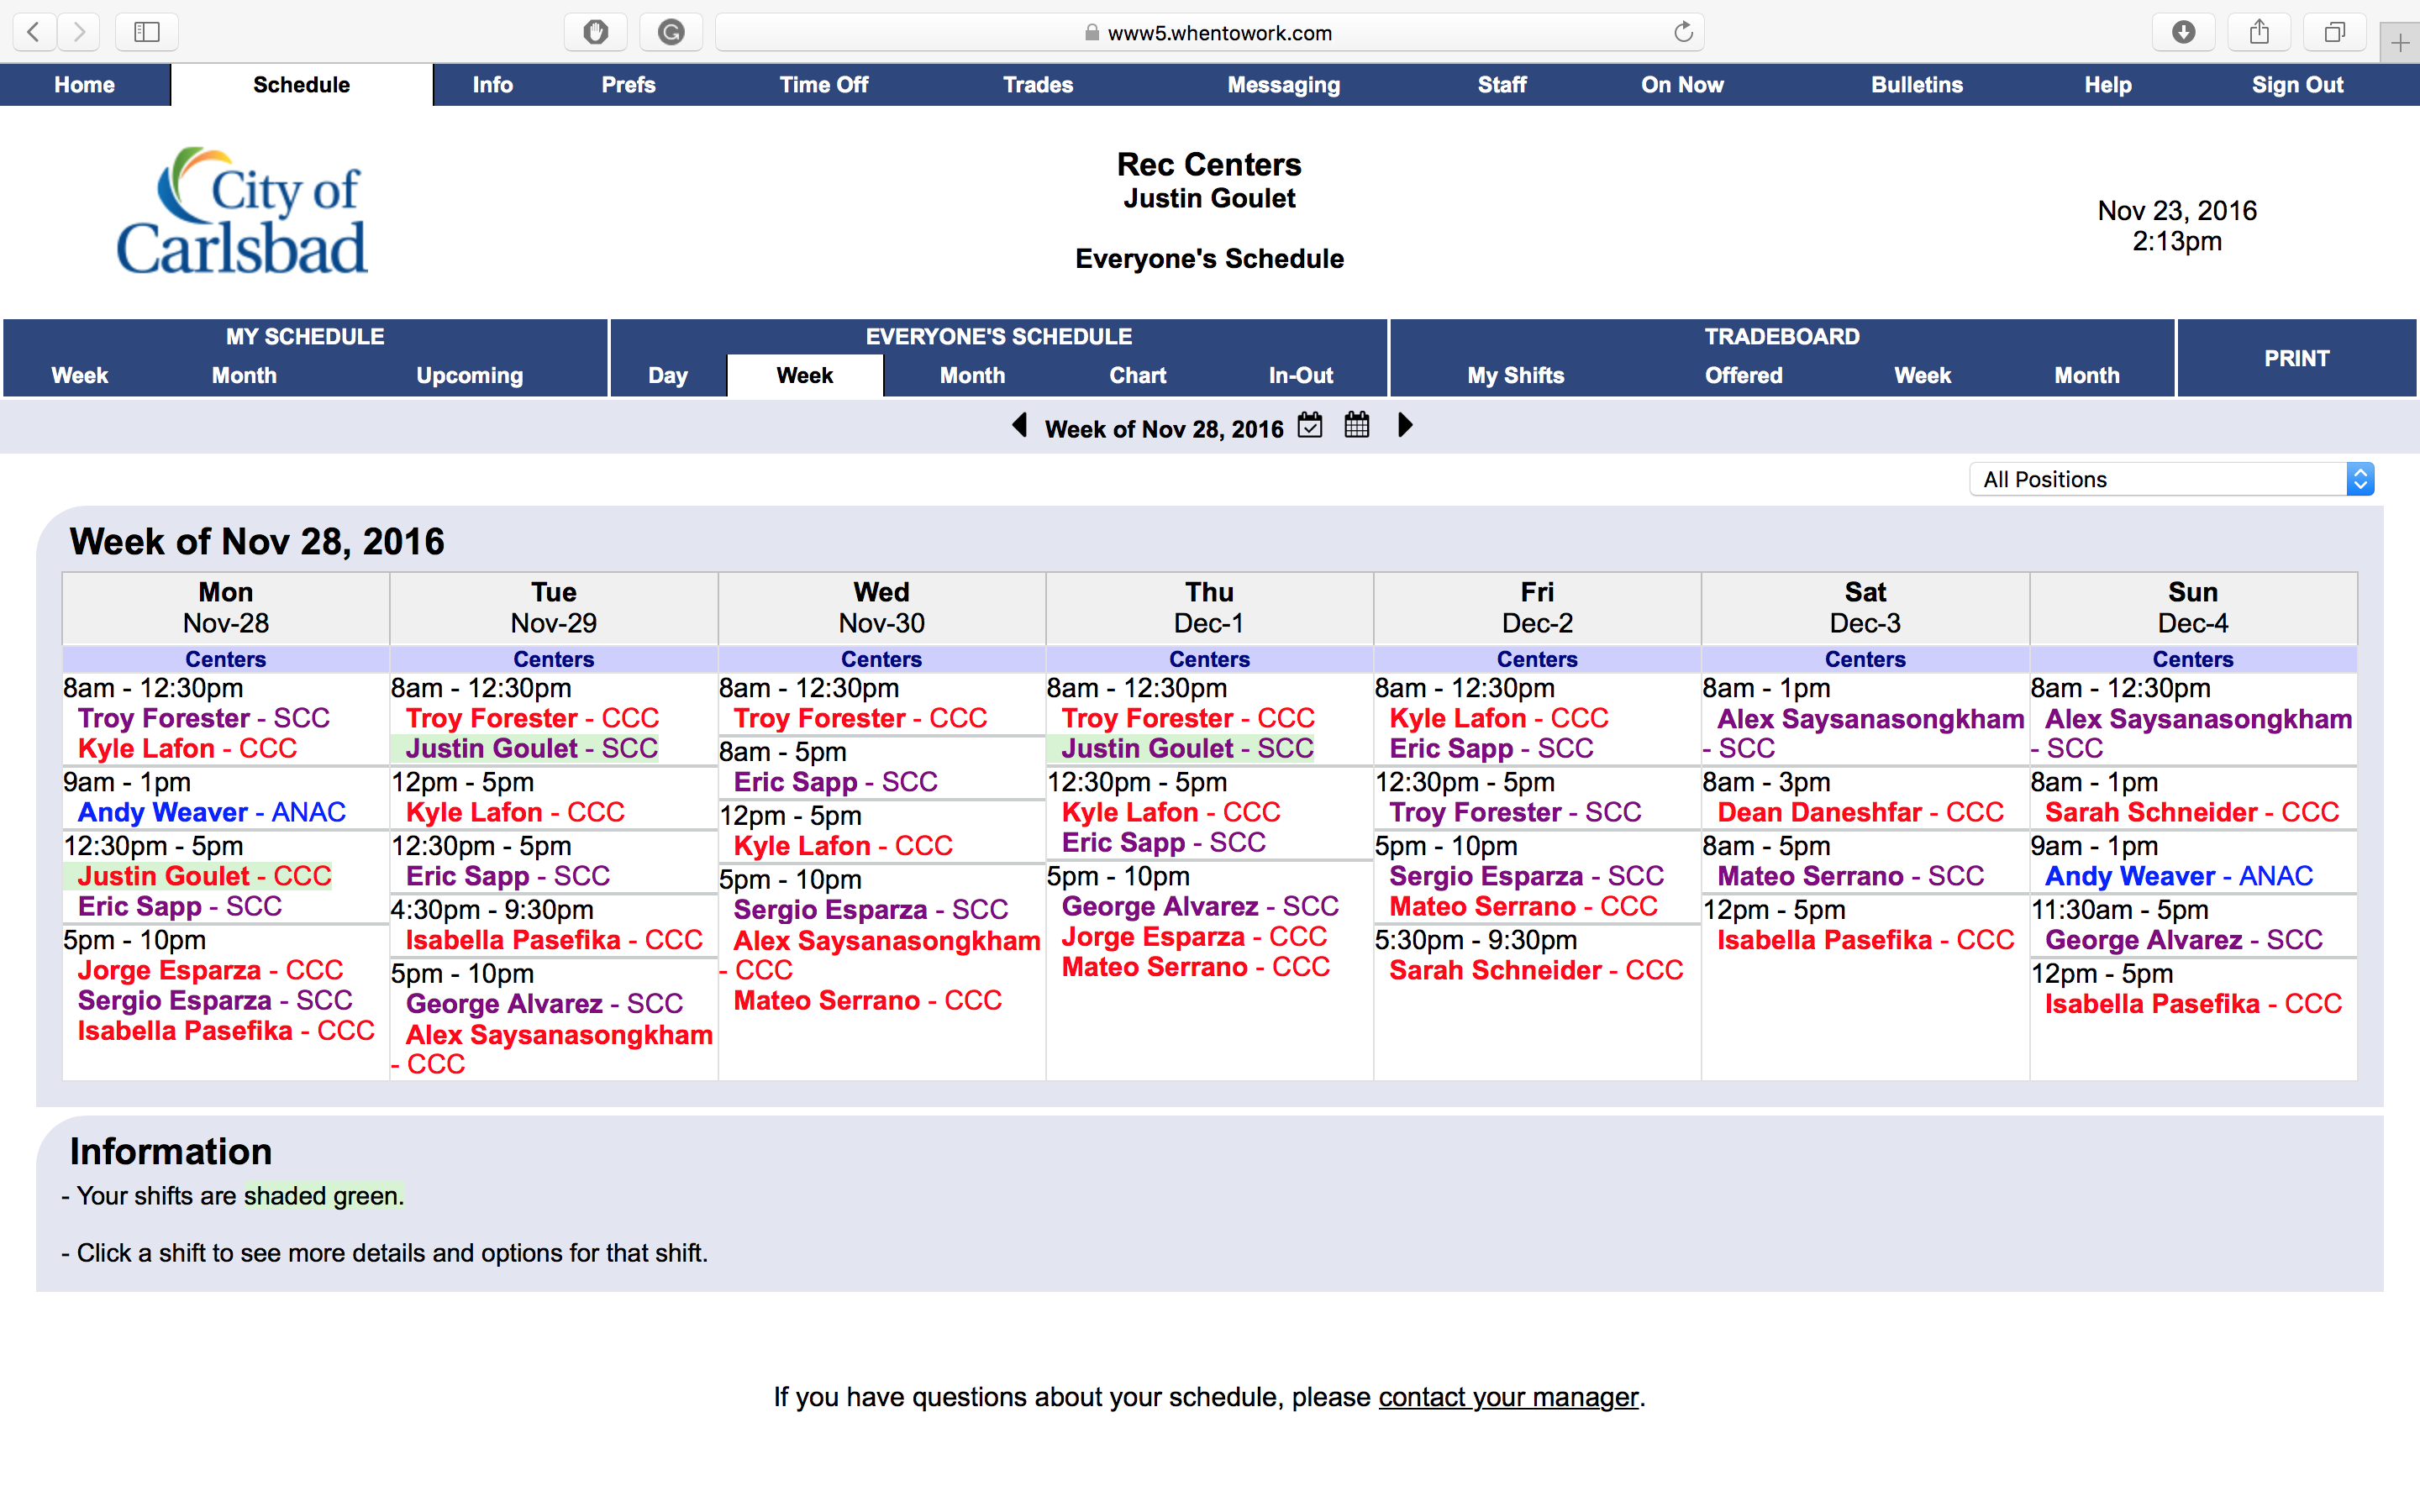 www5.whentowork.com
Home Schedule Info Prefs Time Off Trades Messaging Staff On Now Bulletins Help Sign Out
City of
Carlsbad
Rec Centers
Justin Goulet
Everyone's Schedule
Nov 23, 2016
2:13pm
MY SCHEDULE
Week Month Upcoming
EVERYONE'S SCHEDULE
Day Week Month Chart In-Out
TRADEBOARD
My Shifts Offered Week Month
PRINT
Week of Nov 28, 2016
All Positions
Week of Nov 28, 2016
Mon
Nov-28
Centers
8am - 12:30pm
Troy Forester - SCC
Kyle Lafon - CCC
9am - 1pm
Andy Weaver - ANAC
12:30pm - 5pm
Justin Goulet - CCC
Eric Sapp - SCC
5pm - 10pm
Jorge Esparza - CCC
Sergio Esparza - SCC
Isabella Pasefika - CCC
Tue
Nov-29
Centers
8am - 12:30pm
Troy Forester - CCC
Justin Goulet - SCC
12pm - 5pm
Kyle Lafon - CCC
12:30pm - 5pm
Eric Sapp - SCC
4:30pm - 9:30pm
Isabella Pasefika - CCC
5pm - 10pm
George Alvarez - SCC
Alex Saysanasongkham
- CCC
Wed
Nov-30
Centers
8am - 12:30pm
Troy Forester - CCC
8am - 5pm
Eric Sapp - SCC
12pm - 5pm
Kyle Lafon - CCC
5pm - 10pm
Sergio Esparza - SCC
Alex Saysanasongkham
- CCC
Mateo Serrano - CCC
Thu
Dec-1
Centers
8am - 12:30pm
Troy Forester - CCC
Justin Goulet - SCC
12:30pm - 5pm
Kyle Lafon - CCC
Eric Sapp - SCC
5pm - 10pm
George Alvarez - SCC
Jorge Esparza - CCC
Mateo Serrano - CCC
Fri
Dec-2
Centers
8am - 12:30pm
Kyle Lafon - CCC
Eric Sapp - SCC
12:30pm - 5pm
Troy Forester - SCC
5pm - 10pm
Sergio Esparza - SCC
Mateo Serrano - CCC
5:30pm - 9:30pm
Sarah Schneider - CCC
Sat
Dec-3
Centers
8am - 1pm
Alex Saysanasongkham
- SCC
8am - 3pm
Dean Daneshfar - CCC
8am - 5pm
Mateo Serrano - SCC
12pm - 5pm
Isabella Pasefika - CCC
Sun
Dec-4
Centers
8am - 12:30pm
Alex Saysanasongkham
- SCC
8am - 1pm
Sarah Schneider - CCC
9am - 1pm
Andy Weaver - ANAC
11:30am - 5pm
George Alvarez - SCC
12pm - 5pm
Isabella Pasefika - CCC
Information
- Your shifts are shaded green.
- Click a shift to see more details and options for that shift.
If you have questions about your schedule, please contact your manager.